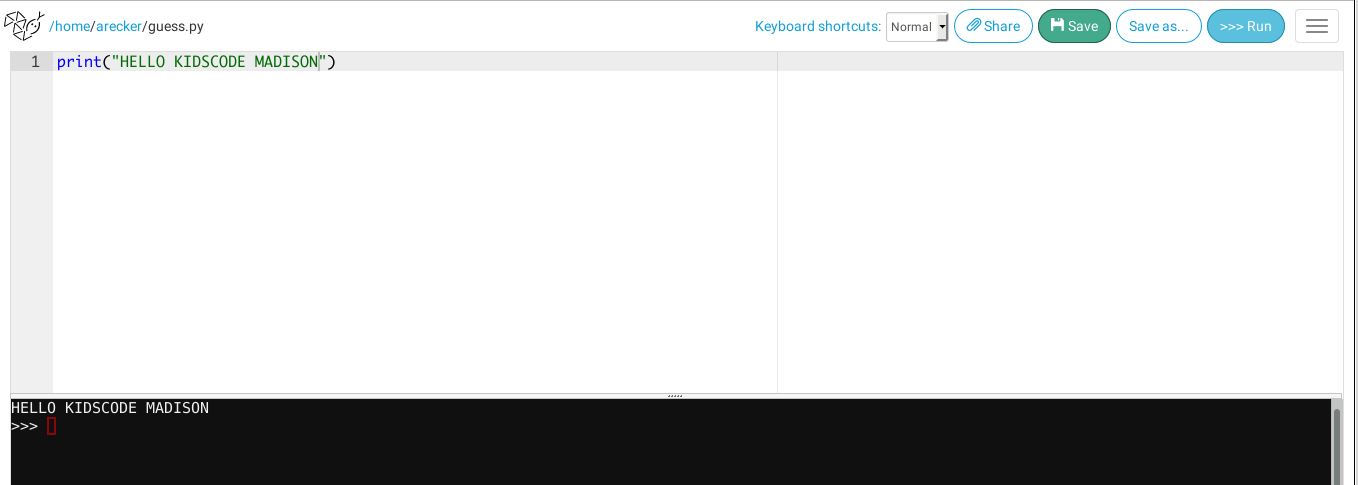 /home/arecker/guess.py Keyboard shortcuts: Normal Share Save Save as... >>> Run
1 print("HELLO KIDSCODE MADISON")
HELLO KIDSCODE MADISON
>>>